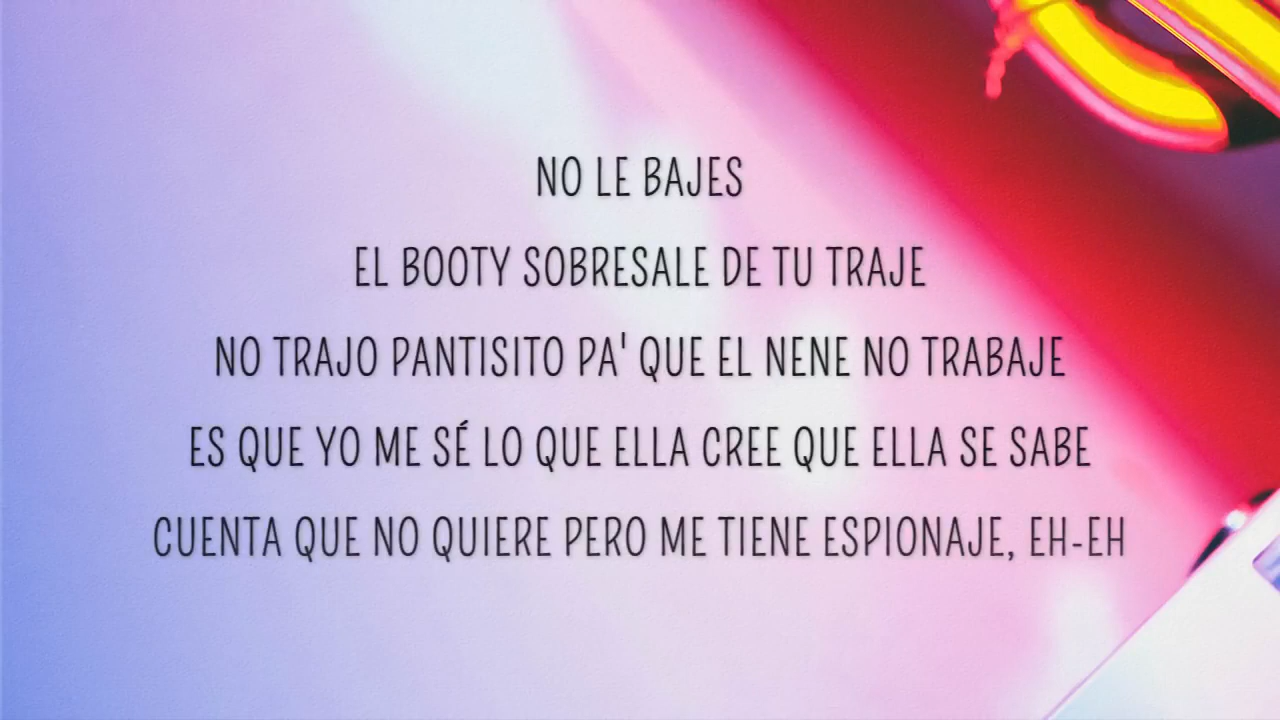 NO LE BAJES
EL BOOTY SOBRESALE DE TU TRAJE
NO TRAJO PANTISITO PA' QUE EL NENE NO TRABAJE
ES QUE YO ME SÉ LO QUE ELLA CREE QUE ELLA SE SABE
CUENTA QUE NO QUIERE PERO ME TIENE ESPIONAJE, EH-EH